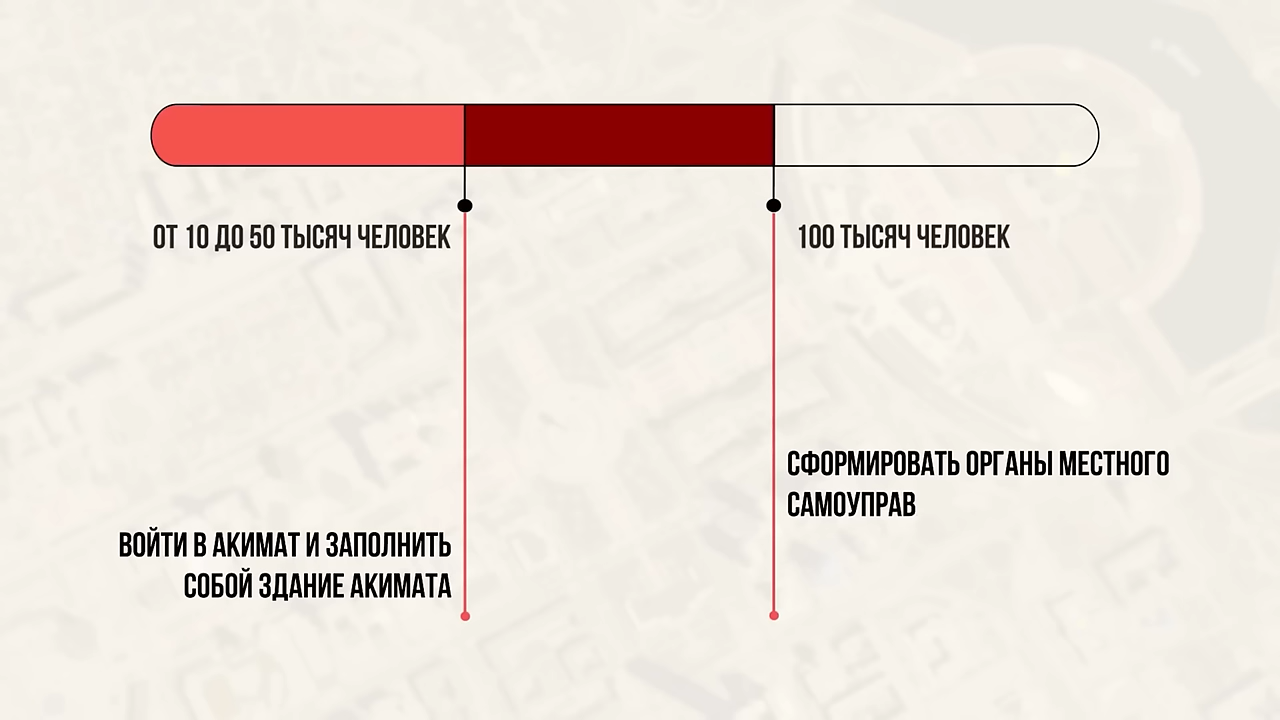 ОТ 10 ДО 50 ТЫСЯЧ ЧЕЛОВЕК
100 ТЫСЯЧ ЧЕЛОВЕК
СФОРМИРОВАТЬ ОРГАНЫ МЕСТНОГО
САМОУПРАВ
ВОЙТИ В АКИМАТ И ЗАПОЛНИТЬ
СОБОЙ ЗДАНИЕ АКИМАТА